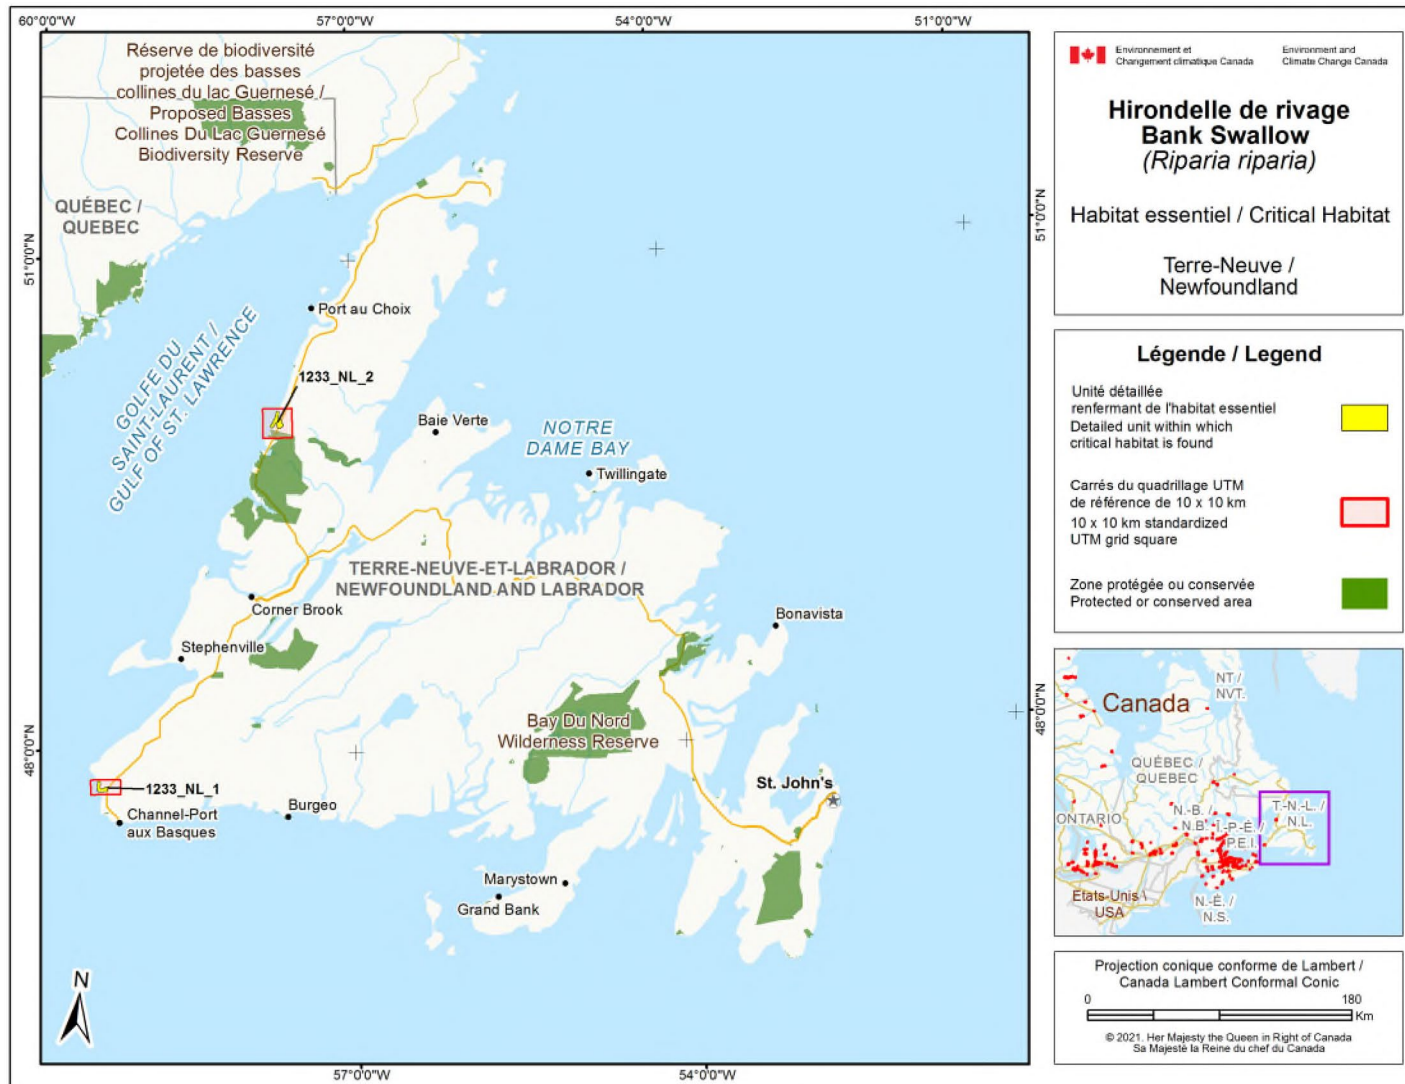 60°0'0"W
57°0'0"W
54°0'0"W
51°0'0"W
Réserve de biodiversité
projetée des basses
collines du lac Guernesé /
Proposed Basses
Collines Du Lac Guernesé
Biodiversity Reserve
QUÉBEC /
QUEBEC
51°0'0"N
51°0'0"N
Port au Choix
GOLFE DU
SAINT-LAURENT /
GULF OF ST. LAWRENCE
1233_NL_2
Baie Verte
NOTRE
DAME BAY
Twillingate
TERRE-NEUVE-ET-LABRADOR /
NEWFOUNDLAND AND LABRADOR
Corner Brook
Bonavista
Stephenville
48°0'0"N
48°0'0"N
Bay Du Nord
Wilderness Reserve
1233_NL_1
St. John's
Channel-Port
aux Basques
Burgeo
Marystown
Grand Bank
N
57°0'0"W
54°0'0"W
Environnement et
Changement climatique Canada
Environment and
Climate Change Canada
Hirondelle de rivage
Bank Swallow
(Riparia riparia)
Habitat essentiel / Critical Habitat
Terre-Neuve /
Newfoundland
Légende / Legend
Unité détaillée
renfermant de l'habitat essentiel
Detailed unit within which
critical habitat is found
Carrés du quadrillage UTM
de référence de 10 x 10 km
10 x 10 km standardized
UTM grid square
Zone protégée ou conservée
Protected or conserved area
NT /
NVT.
Canada
QUÉBEC /
QUEBEC
ONTARIO
N.-B. /
N.B.
Î.-P.-É. /
P.E.I.
T.-N.-L. /
N.L.
États-Unis \
USA
N.-É. /
N.S.
Projection conique conforme de Lambert /
Canada Lambert Conformal Conic
0
180
Km
© 2021. Her Majesty the Queen in Right of Canada
Sa Majesté la Reine du chef du Canada